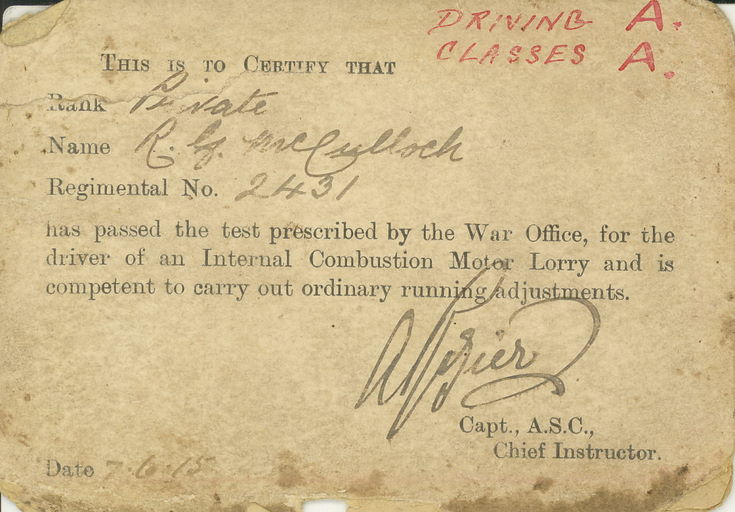 DRIVING A.
CLASSES A.
THIS IS TO CERTIFY THAT
Rank Private
Name R. G. McCulloch
Regimental No. 2431
has passed the test prescribed by the War Office, for the
driver of an Internal Combustion Motor Lorry and is
competent to carry out ordinary running adjustments.
Capt., A.S.C.,
Chief Instructor.
Date 7.6.15